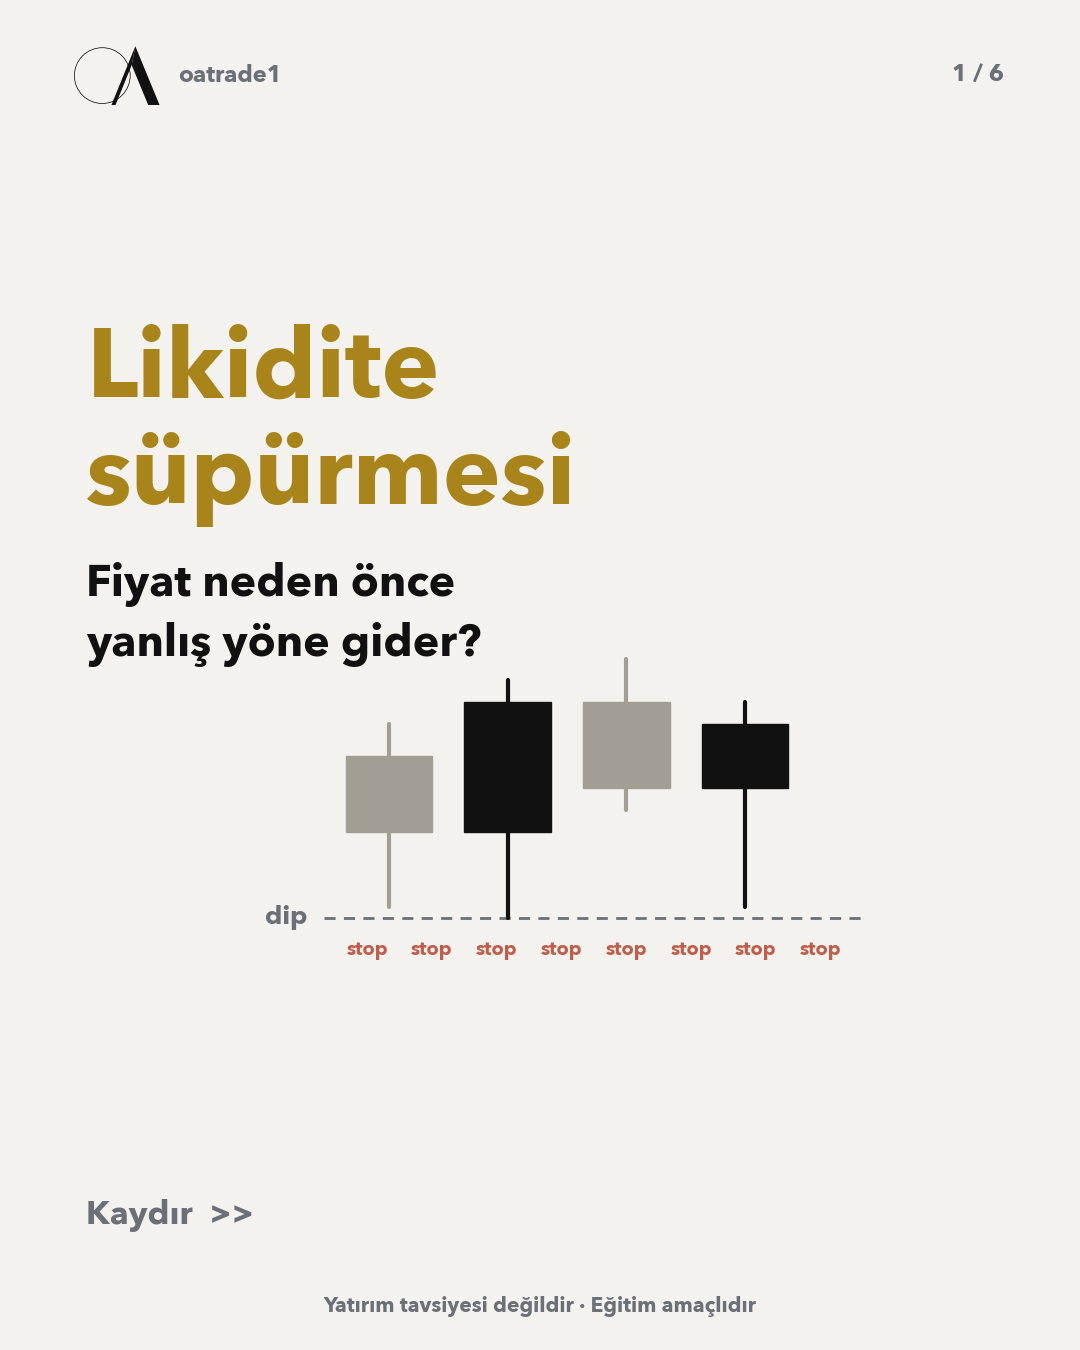 oatrade1
1 / 6
Likidite
süpürmesi
Fiyat neden önce
yanlış yöne gider?
dip
stop stop stop stop stop stop stop stop
Kaydır >>
Yatırım tavsiyesi değildir · Eğitim amaçlıdır